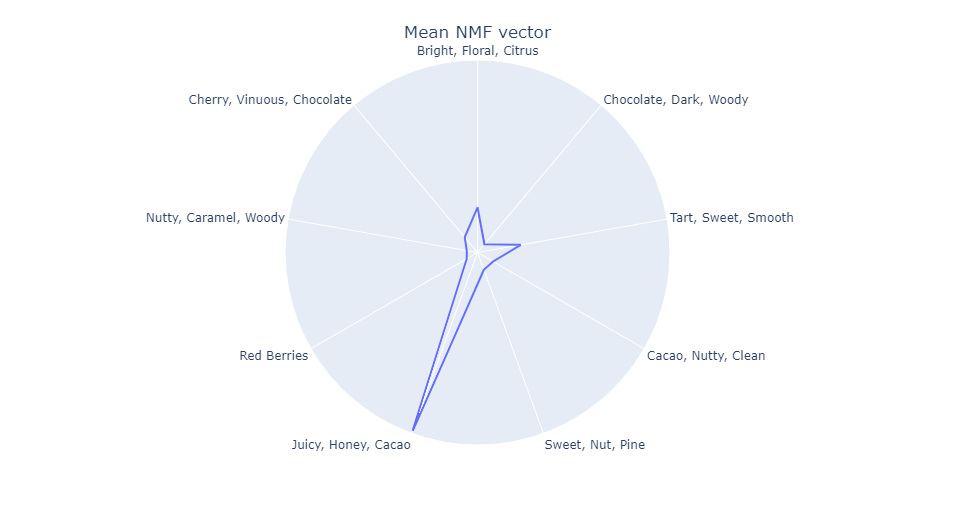 Mean NMF vector
Bright, Floral, Citrus
Cherry, Vinuous, Chocolate
Chocolate, Dark, Woody
Nutty, Caramel, Woody
Tart, Sweet, Smooth
Red Berries
Cacao, Nutty, Clean
Juicy, Honey, Cacao
Sweet, Nut, Pine